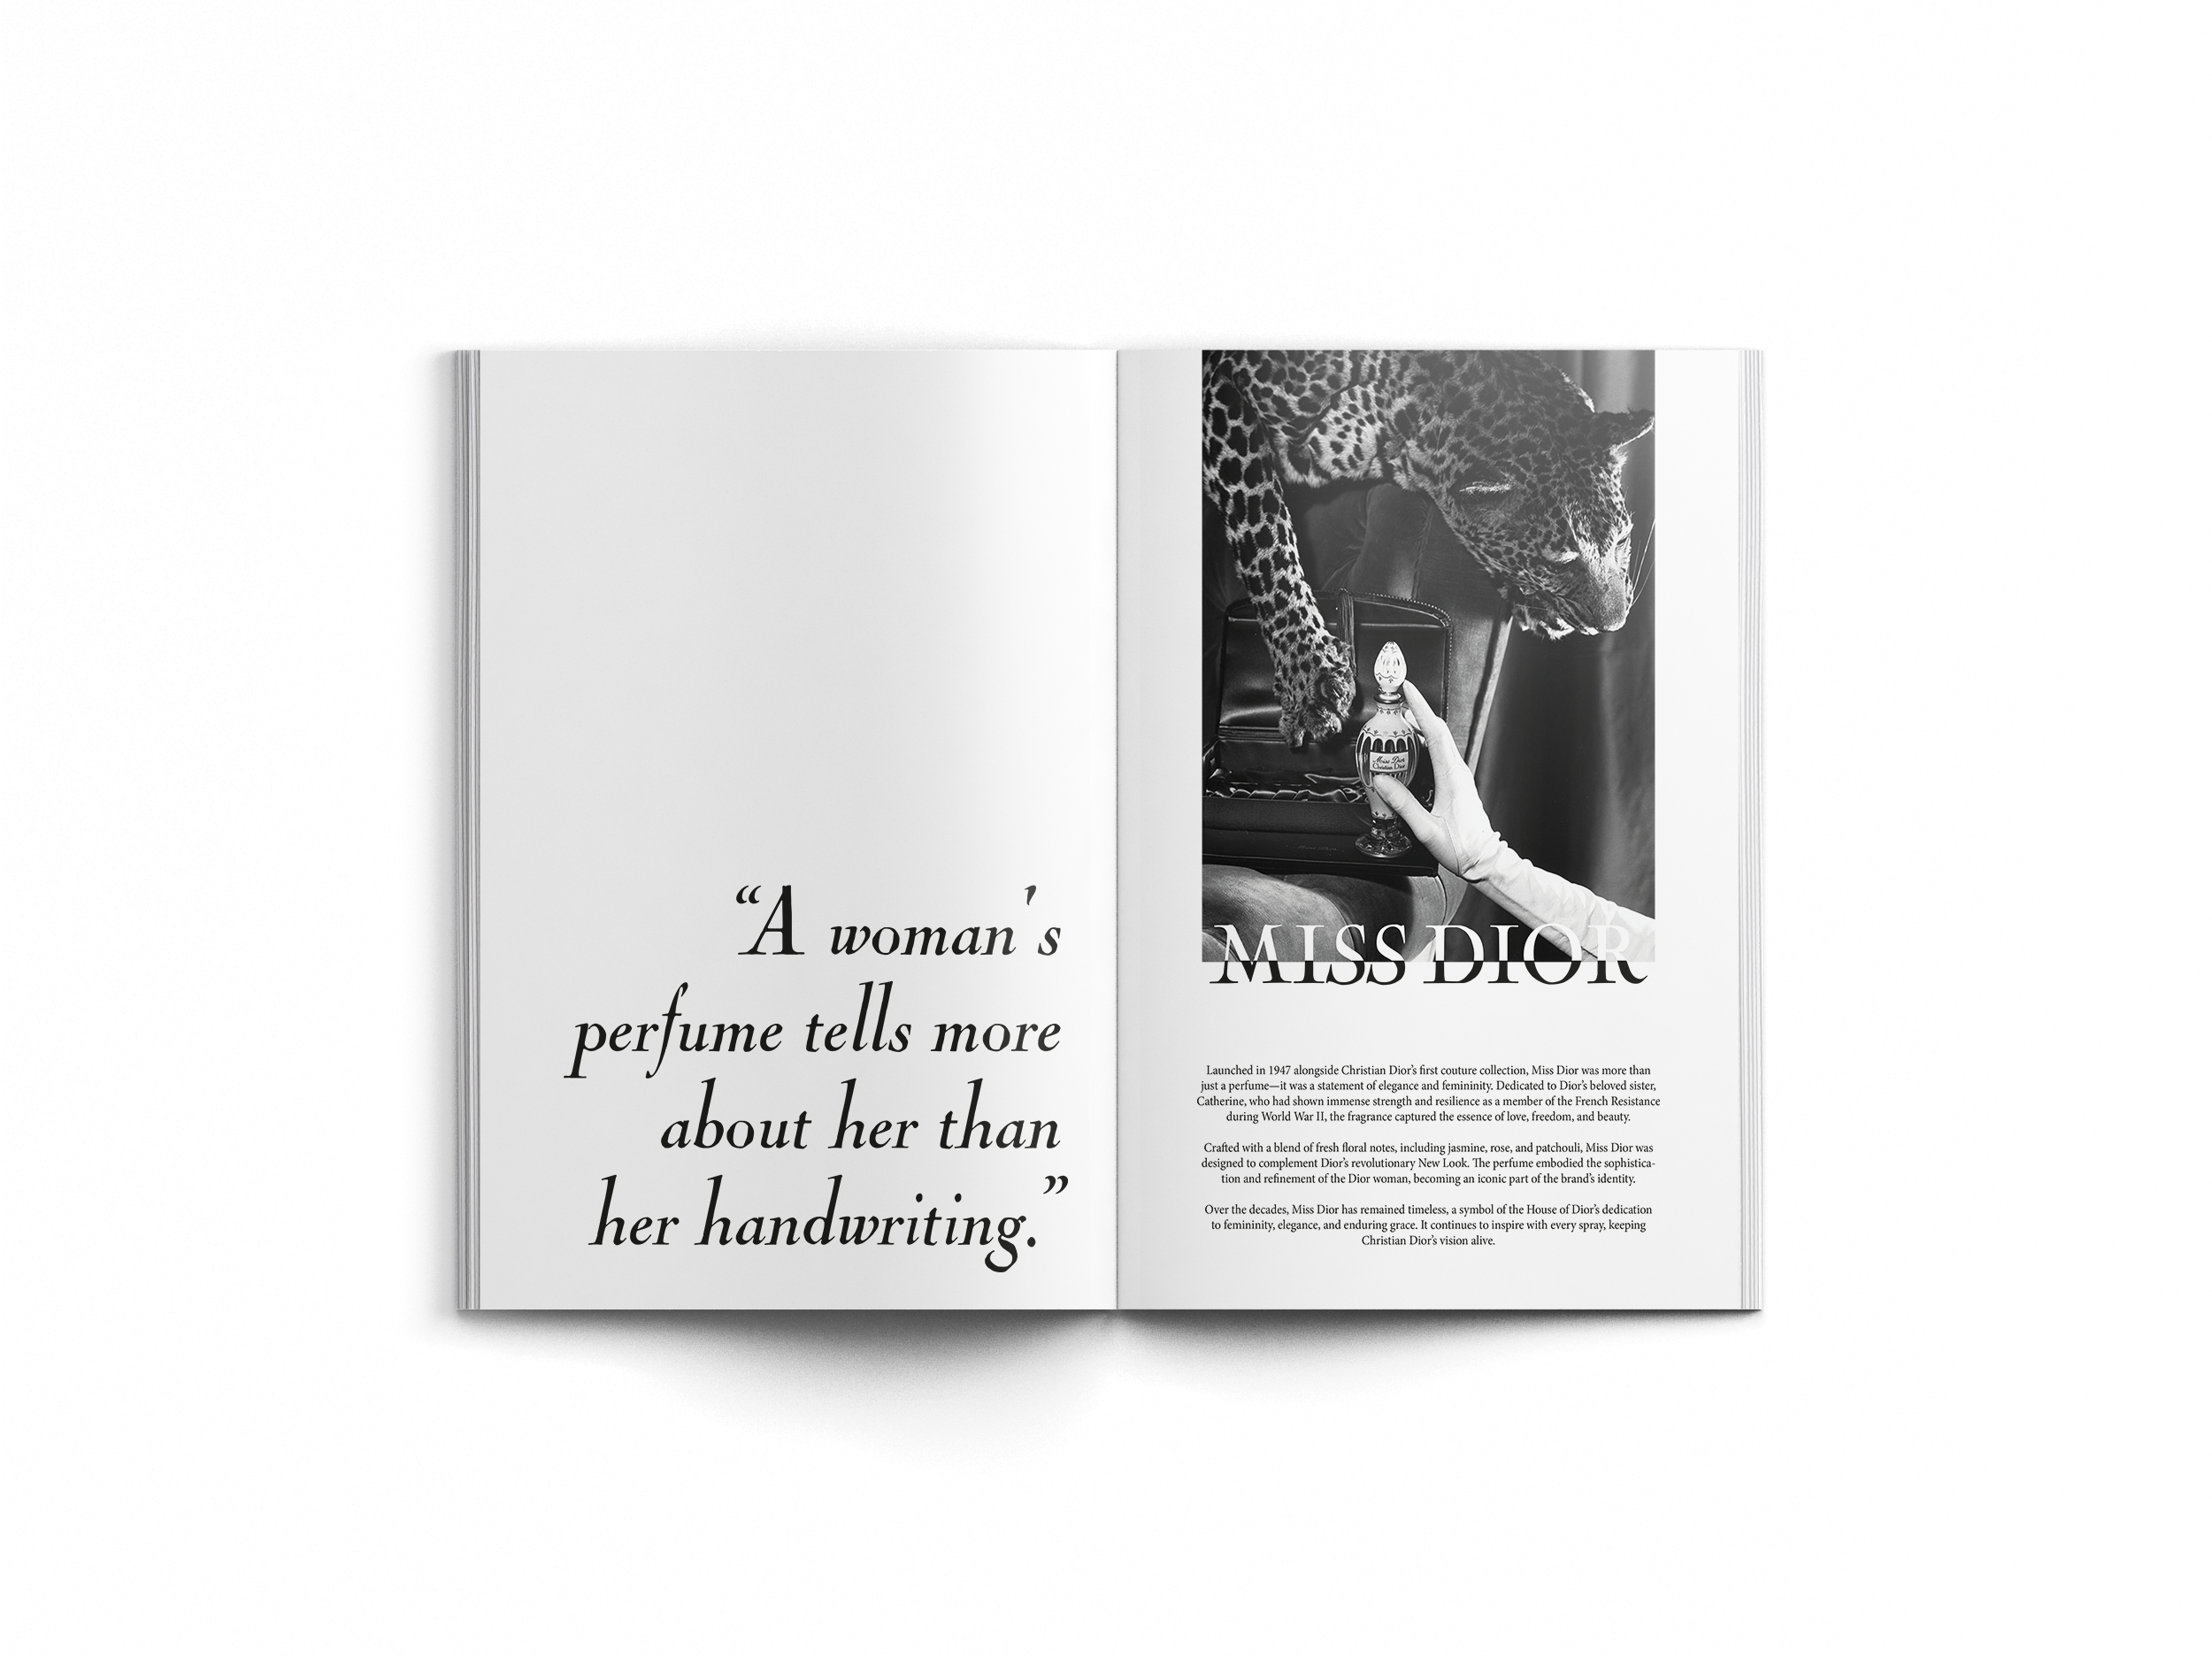 “A woman's
perfume tells more
about her than
her handwriting.”
Miss Dior
Christian Dior
MISS DIOR
Launched in 1947 alongside Christian Dior’s first couture collection, Miss Dior was more than
just a perfume—it was a statement of elegance and femininity. Dedicated to Dior’s beloved sister,
Catherine, who had shown immense strength and resilience as a member of the French Resistance
during World War II, the fragrance captured the essence of love, freedom, and beauty.
Crafted with a blend of fresh floral notes, including jasmine, rose, and patchouli, Miss Dior was
designed to complement Dior’s revolutionary New Look. The perfume embodied the sophistica-
tion and refinement of the Dior woman, becoming an iconic part of the brand’s identity.
Over the decades, Miss Dior has remained timeless, a symbol of the House of Dior’s dedication
to femininity, elegance, and enduring grace. It continues to inspire with every spray, keeping
Christian Dior’s vision alive.